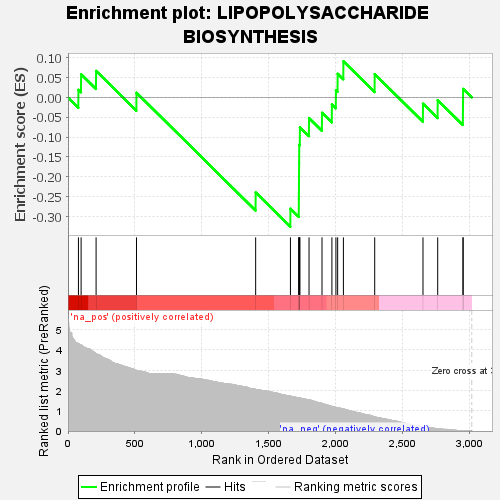 Enrichment plot: LIPOPOLYSACCHARIDE
BIOSYNTHESIS
Enrichment score (ES)
0.10
0.05
0.00
-0.05
-0.10
-0.15
-0.20
-0.25
-0.30
'na_pos' (positively correlated)
Ranked list metric (PreRanked)
5
4
3
2
1
0
Zero cross at 3
'na_neg' (negatively correlated)
0
500
1,000
1,500
2,000
2,500
3,000
Rank in Ordered Dataset
Enrichment profile
Hits
Ranking metric scores